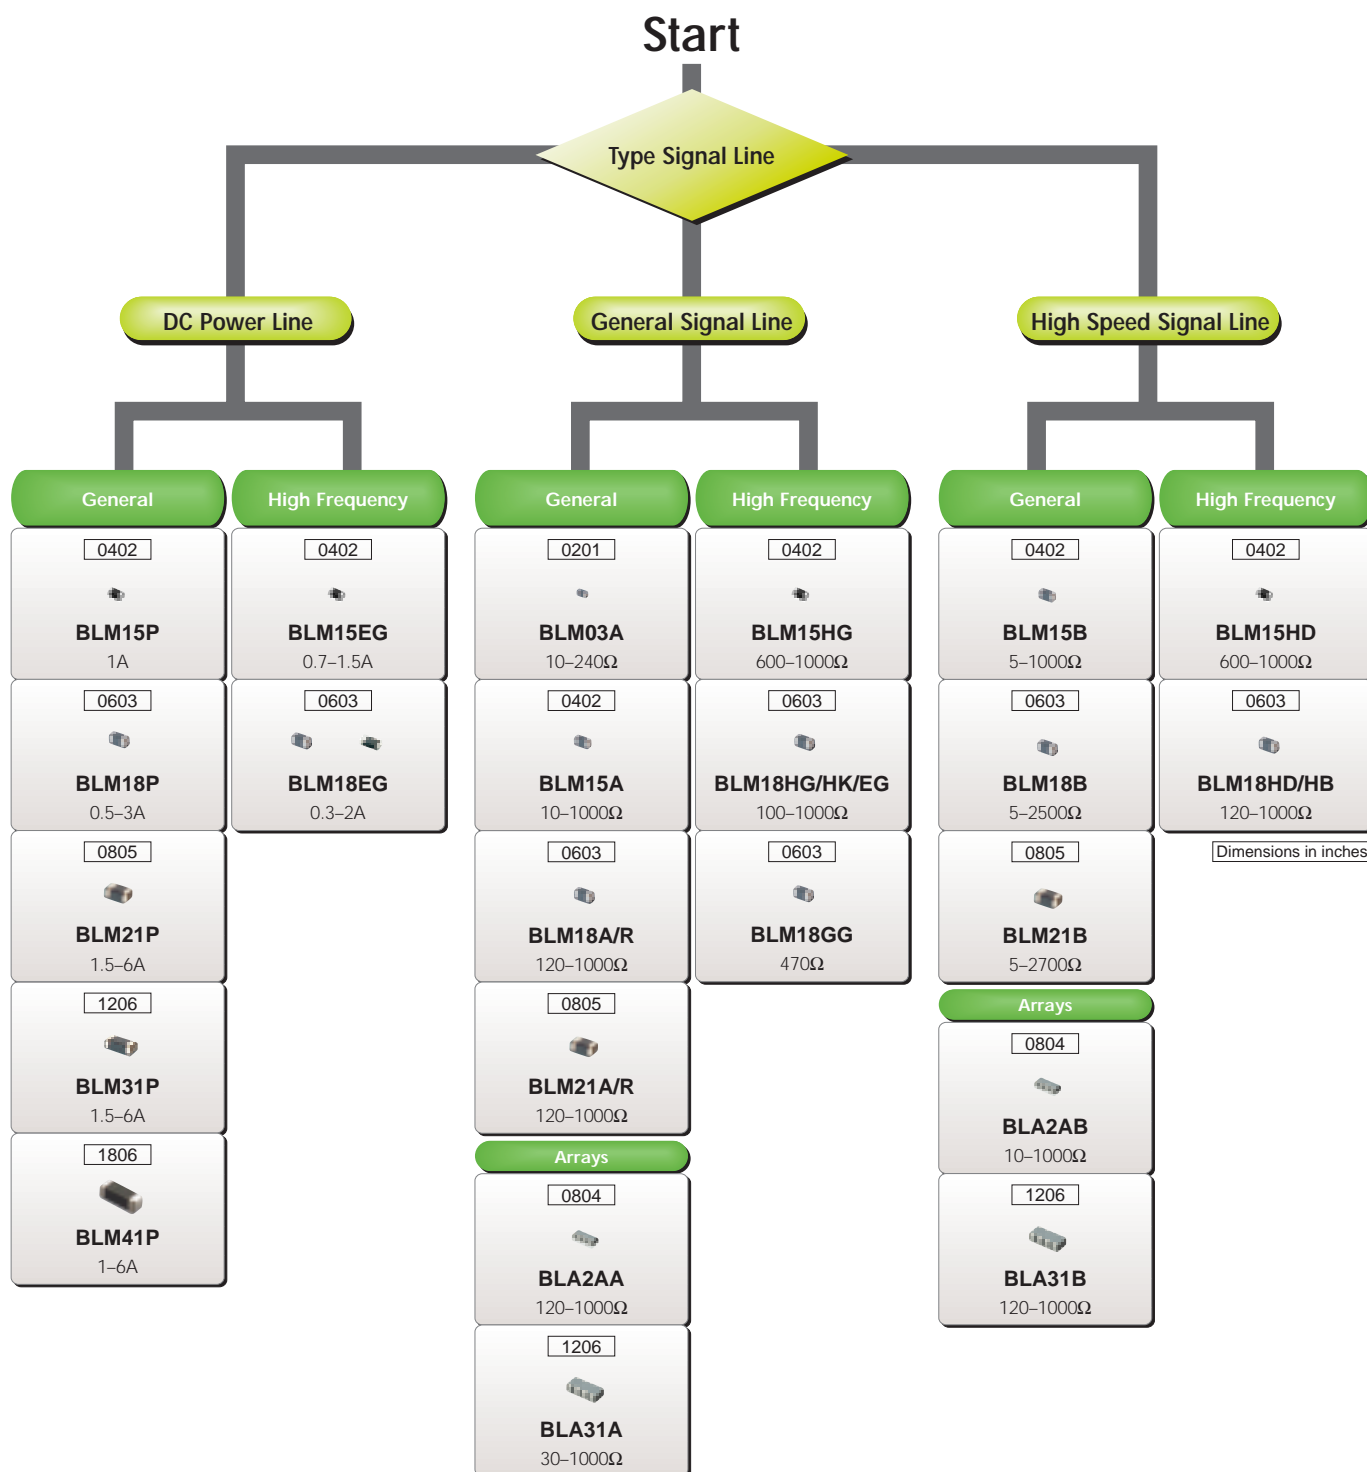 Start
Type Signal Line
DC Power Line
General Signal Line
High Speed Signal Line
General
0402
BLM15P
1A
0603
BLM18P
0.5–3A
0805
BLM21P
1.5–6A
1206
BLM31P
1.5–6A
1806
BLM41P
1–6A
High Frequency
0402
BLM15EG
0.7–1.5A
0603
BLM18EG
0.3–2A
General
0201
BLM03A
10–240Ω
0402
BLM15A
10–1000Ω
0603
BLM18A/R
120–1000Ω
0805
BLM21A/R
120–1000Ω
Arrays
0804
BLA2AA
120–1000Ω
1206
BLA31A
30–1000Ω
High Frequency
0402
BLM15HG
600–1000Ω
0603
BLM18HG/HK/EG
100–1000Ω
0603
BLM18GG
470Ω
General
0402
BLM15B
5–1000Ω
0603
BLM18B
5–2500Ω
0805
BLM21B
5–2700Ω
Arrays
0804
BLA2AB
10–1000Ω
1206
BLA31B
120–1000Ω
High Frequency
0402
BLM15HD
600–1000Ω
0603
BLM18HD/HB
120–1000Ω
Dimensions in inches